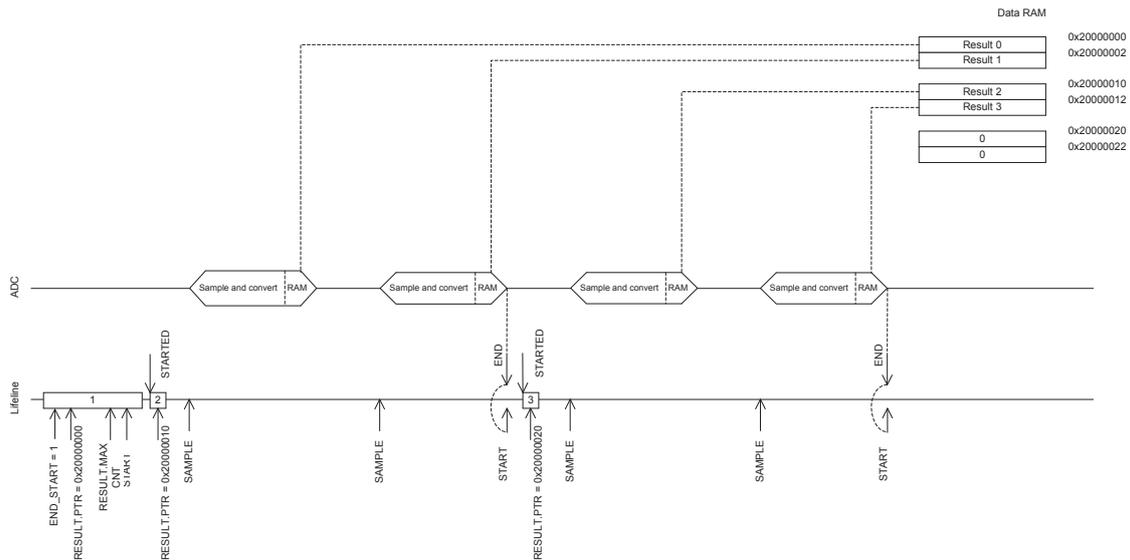 Data RAM
Result 0
0x20000000
Result 1
0x20000002
Result 2
0x20000010
Result 3
0x20000012
0
0x20000020
0
0x20000022
ADC
Sample and convert
RAM
Sample and convert
RAM
Sample and convert
RAM
Sample and convert
RAM
Lifeline
STARTED
END
STARTED
END
1
2
3
END_START = 1
RESULT.PTR = 0x20000000
RESULT.MAX
CNT
START
RESULT.PTR = 0x20000010
SAMPLE
SAMPLE
START
RESULT.PTR = 0x20000020
SAMPLE
SAMPLE
START